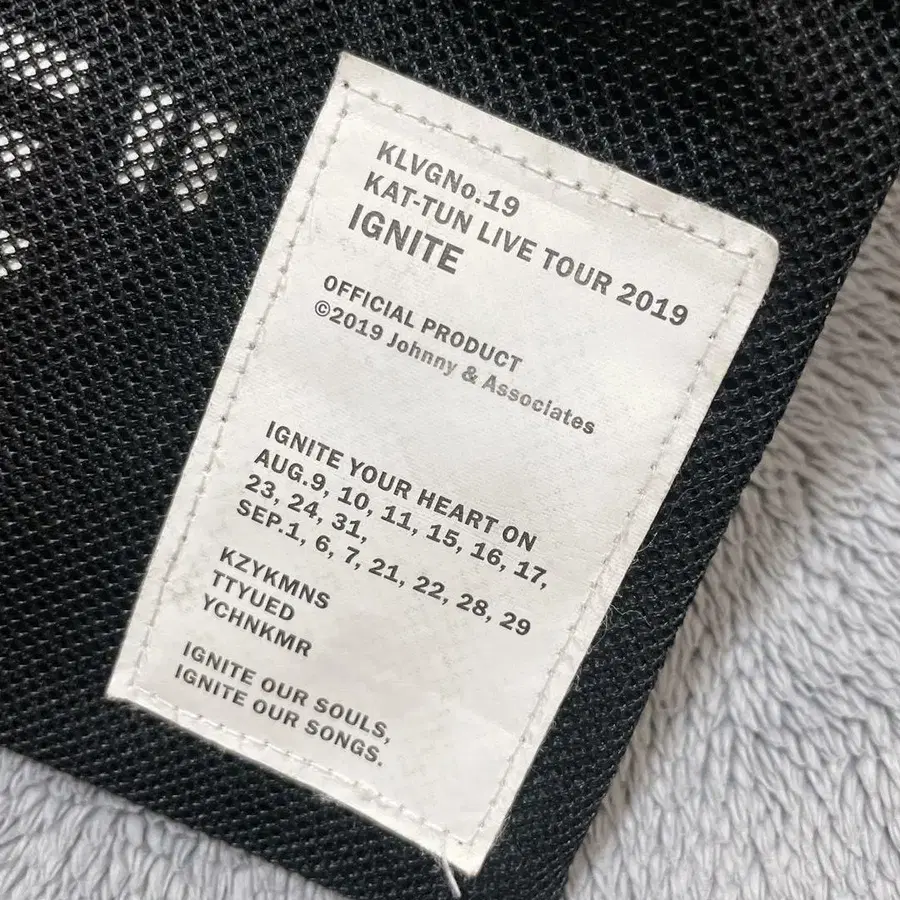 KLVGNo.19
KAT-TUN LIVE TOUR 2019
IGNITE
OFFICIAL PRODUCT
©2019 Johnny & Associates
IGNITE YOUR HEART ON
AUG.9, 10, 11, 15, 16, 17,
23, 24, 31,
SEP.1, 6, 7, 21, 22, 28, 29
KZYKMNS
TTYUED
YCHNKMR
IGNITE OUR SOULS,
IGNITE OUR SONGS.